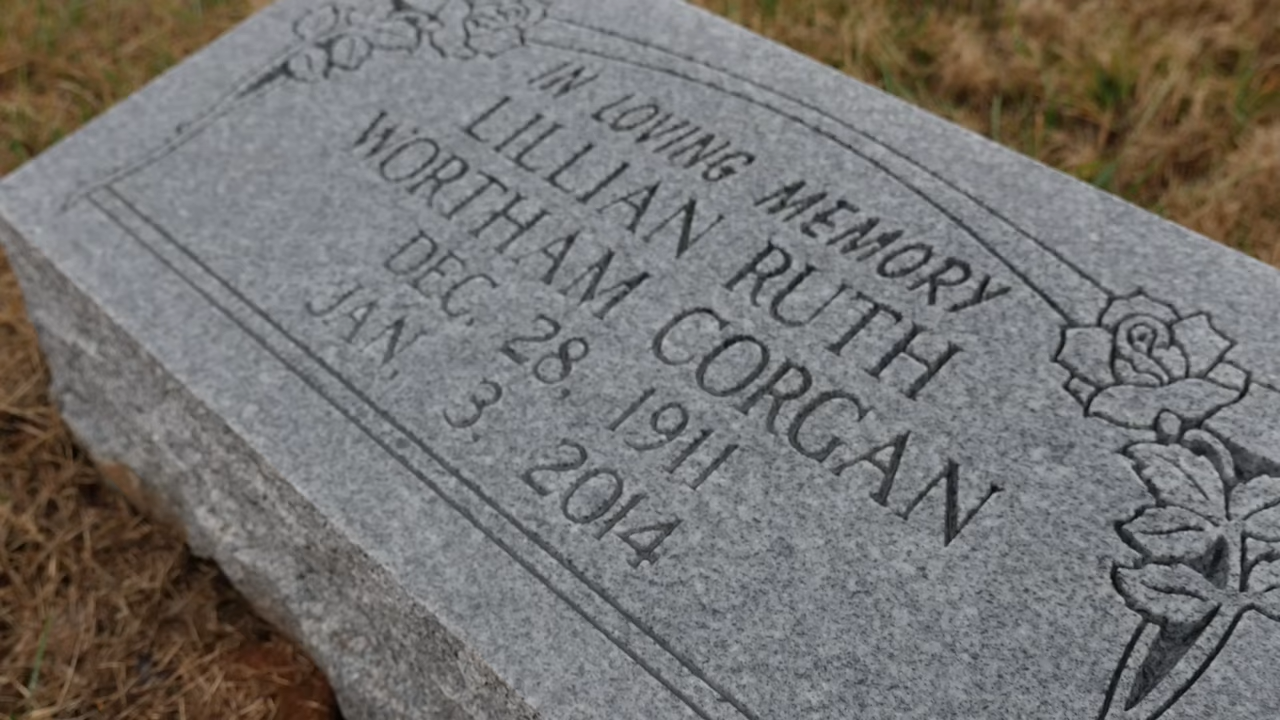 IN LOVING MEMORY
LILLIAN RUTH
WORTHAM CORGAN
DEC. 28, 1911
JAN. 3, 2014